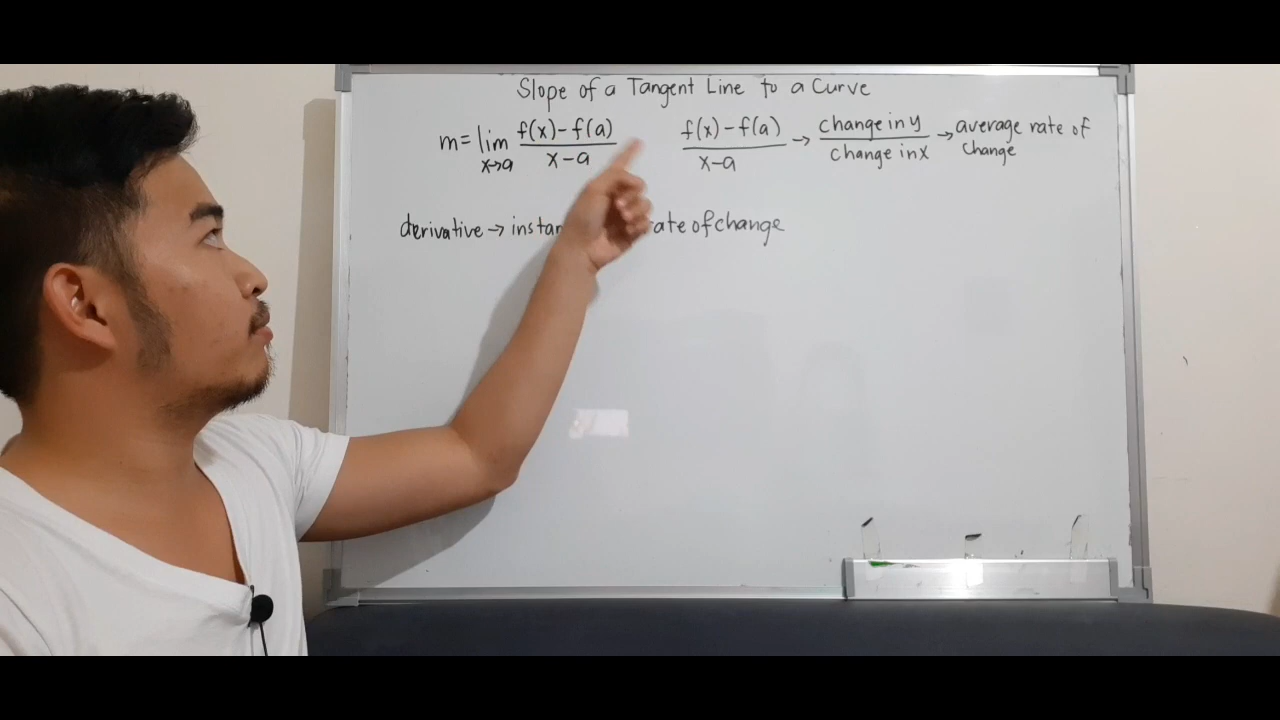 Slope of a Tangent Line to a Curve
m = lim x→a f(x) – f(a) / x – a
f(x) – f(a) / x – a → change in y / change in x → average rate of change
derivative → rate of change